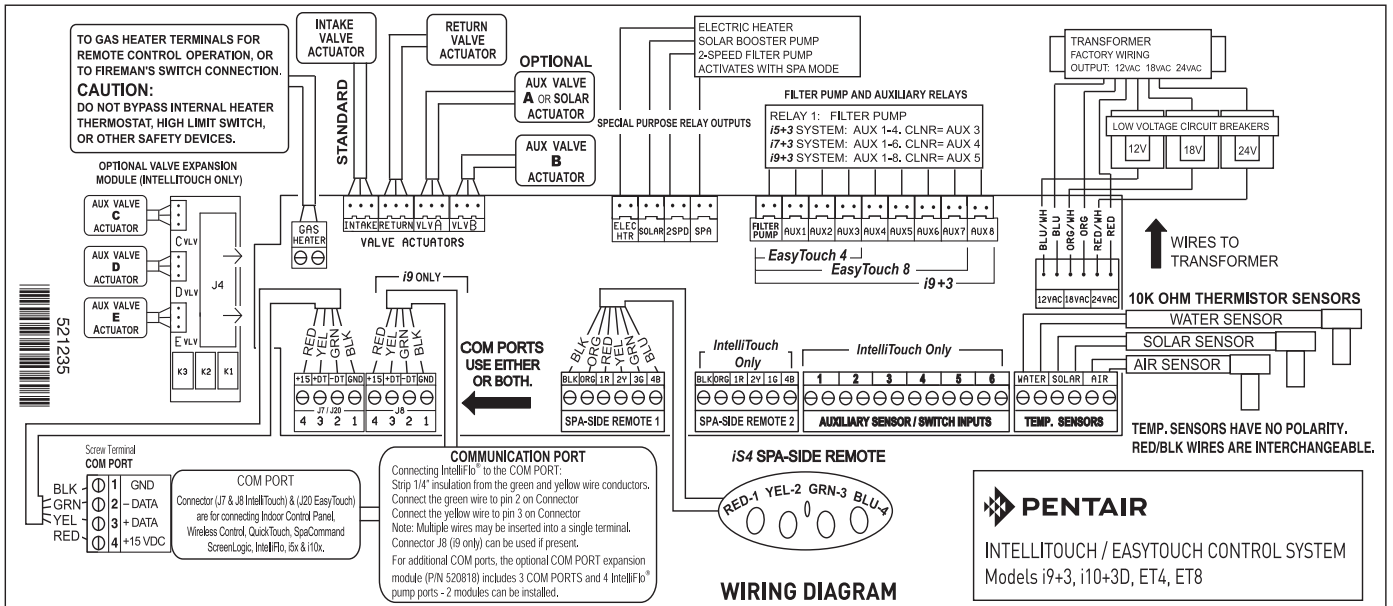 TO GAS HEATER TERMINALS FOR
REMOTE CONTROL OPERATION, OR
TO FIREMAN'S SWITCH CONNECTION.
CAUTION:
DO NOT BYPASS INTERNAL HEATER
THERMOSTAT, HIGH LIMIT SWITCH,
OR OTHER SAFETY DEVICES.
INTAKE
VALVE
ACTUATOR
RETURN
VALVE
ACTUATOR
STANDARD
OPTIONAL
AUX VALVE
A OR SOLAR
ACTUATOR
AUX VALVE
B
ACTUATOR
ELECTRIC HEATER
SOLAR BOOSTER PUMP
2-SPEED FILTER PUMP
ACTIVATES WITH SPA MODE
SPECIAL PURPOSE RELAY OUTPUTS
FILTER PUMP AND AUXILIARY RELAYS
RELAY 1: FILTER PUMP
i5+3 SYSTEM: AUX 1-4. CLNR= AUX 3
i7+3 SYSTEM: AUX 1-6. CLNR= AUX 4
i9+3 SYSTEM: AUX 1-8. CLNR= AUX 5
TRANSFORMER
FACTORY WIRING
OUTPUT: 12VAC 18VAC 24VAC
LOW VOLTAGE CIRCUIT BREAKERS
12V 18V 24V
BLU/WH
BLU
ORG/WH
ORG
RED/WH
RED
WIRES TO
TRANSFORMER
12VAC 18VAC 24VAC
OPTIONAL VALVE EXPANSION
MODULE (INTELLITOUCH ONLY)
AUX VALVE
C
ACTUATOR
AUX VALVE
D
ACTUATOR
AUX VALVE
E
ACTUATOR
C VLV
D VLV
E VLV
J4
K3 K2 K1
521235
GAS
HEATER
INTAKE RETURN VLV A VLV B
VALVE ACTUATORS
ELEC
HTR SOLAR 2SPD SPA
FILTER
PUMP AUX1 AUX2 AUX3 AUX4 AUX5 AUX6 AUX7 AUX8
EasyTouch 4
EasyTouch 8
i9+3
i9 ONLY
RED YEL GRN BLK
RED YEL GRN BLK
+15 +DT -DT GND
J7 / J20
4 3 2 1
+15 +DT -DT GND
J8
4 3 2 1
COM PORTS
USE EITHER
OR BOTH.
BLK ORG RED YEL GRN BLU
BLK ORG 1R 2Y 3G 4B
SPA-SIDE REMOTE 1
IntelliTouch
Only
BLK ORG 1R 2Y 1G 4B
SPA-SIDE REMOTE 2
IntelliTouch Only
1 2 3 4 5 6
AUXILIARY SENSOR / SWITCH INPUTS
WATER SOLAR AIR
TEMP. SENSORS
10K OHM THERMISTOR SENSORS
WATER SENSOR
SOLAR SENSOR
AIR SENSOR
TEMP. SENSORS HAVE NO POLARITY.
RED/BLK WIRES ARE INTERCHANGEABLE.
Screw Terminal
COM PORT
BLK 1 GND
GRN 2 - DATA
YEL 3 + DATA
RED 4 +15 VDC
COM PORT
Connector (J7 & J8 IntelliTouch) & (J20 EasyTouch)
are for connecting Indoor Control Panel,
Wireless Control, QuickTouch, SpaCommand
ScreenLogic, IntelliFlo, i5x & i10x.
COMMUNICATION PORT
Connecting IntelliFlo® to the COM PORT:
Strip 1/4" insulation from the green and yellow wire conductors.
Connect the green wire to pin 2 on Connector
Connect the yellow wire to pin 3 on Connector
Note: Multiple wires may be inserted into a single terminal.
Connector J8 (i9 only) can be used if present.
For additional COM ports, the optional COM PORT expansion
module (P/N 520818) includes 3 COM PORTS and 4 IntelliFlo®
pump ports - 2 modules can be installed.
iS4 SPA-SIDE REMOTE
RED-1 YEL-2 GRN-3 BLU-4
WIRING DIAGRAM
PENTAIR
INTELLITOUCH / EASYTOUCH CONTROL SYSTEM
Models i9+3, i10+3D, ET4, ET8